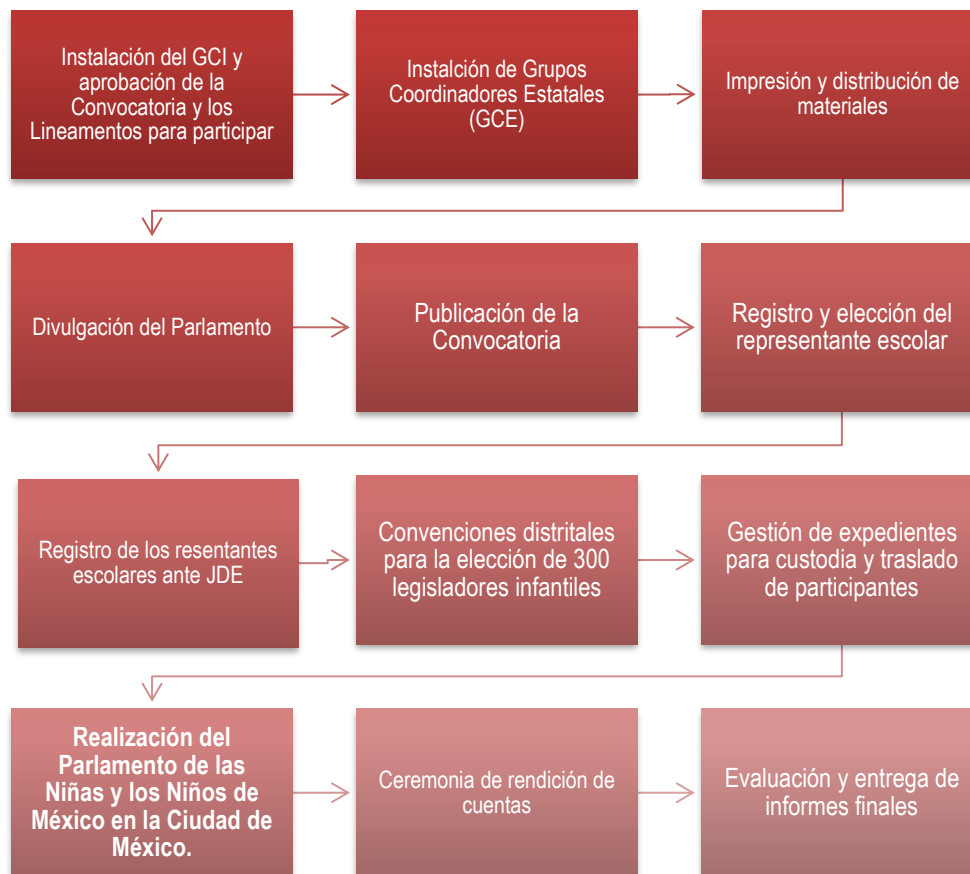 Instalación del GCI y
aprobación de la
Convocatoria y los
Lineamentos para participar
Instalción de Grupos
Coordinadores Estatales
(GCE)
Impresión y distribución de
materiales
Divulgación del Parlamento
Publicación de la
Convocatoria
Registro y elección del
representante escolar
Registro de los resentantes
escolares ante JDE
Convenciones distritales
para la elección de 300
legisladores infantiles
Gestión de expedientes
para custodia y traslado
de participantes
Realización del
Parlamento de las
Niñas y los Niños de
México en la Ciudad de
México.
Ceremonia de rendición de
cuentas
Evaluación y entrega de
informes finales